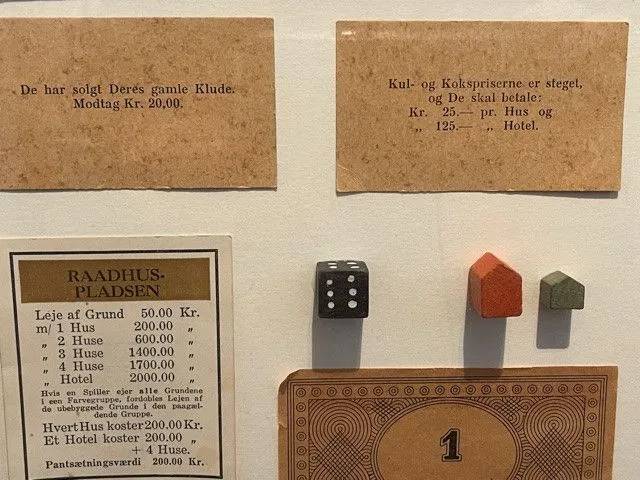 De har solgt Deres gamle Klude.
Modtag Kr. 20,00.
Kul- og Kokspriserne er steget,
og De skal betale:
Kr. 25.— pr. Hus og
„ 125.— „ Hotel.
RAADHUS-
PLADSEN
Leje af Grund 50.00 Kr.
m/ 1 Hus 200.00 „
„ 2 Huse 600.00 „
„ 3 Huse 1400.00 „
„ 4 Huse 1700.00 „
„ Hotel 2000.00 „
Hvis en Spiller ejer alle Grundene
i een Farvegruppe, fordobles Lejen af
de ubebyggede Grunde i den paagæl-
dende Gruppe.
Hvert Hus koster 200.00 Kr.
Et Hotel koster 200.00 „
+ 4 Huse.
Pantsætningsværdi 200.00 Kr.
1